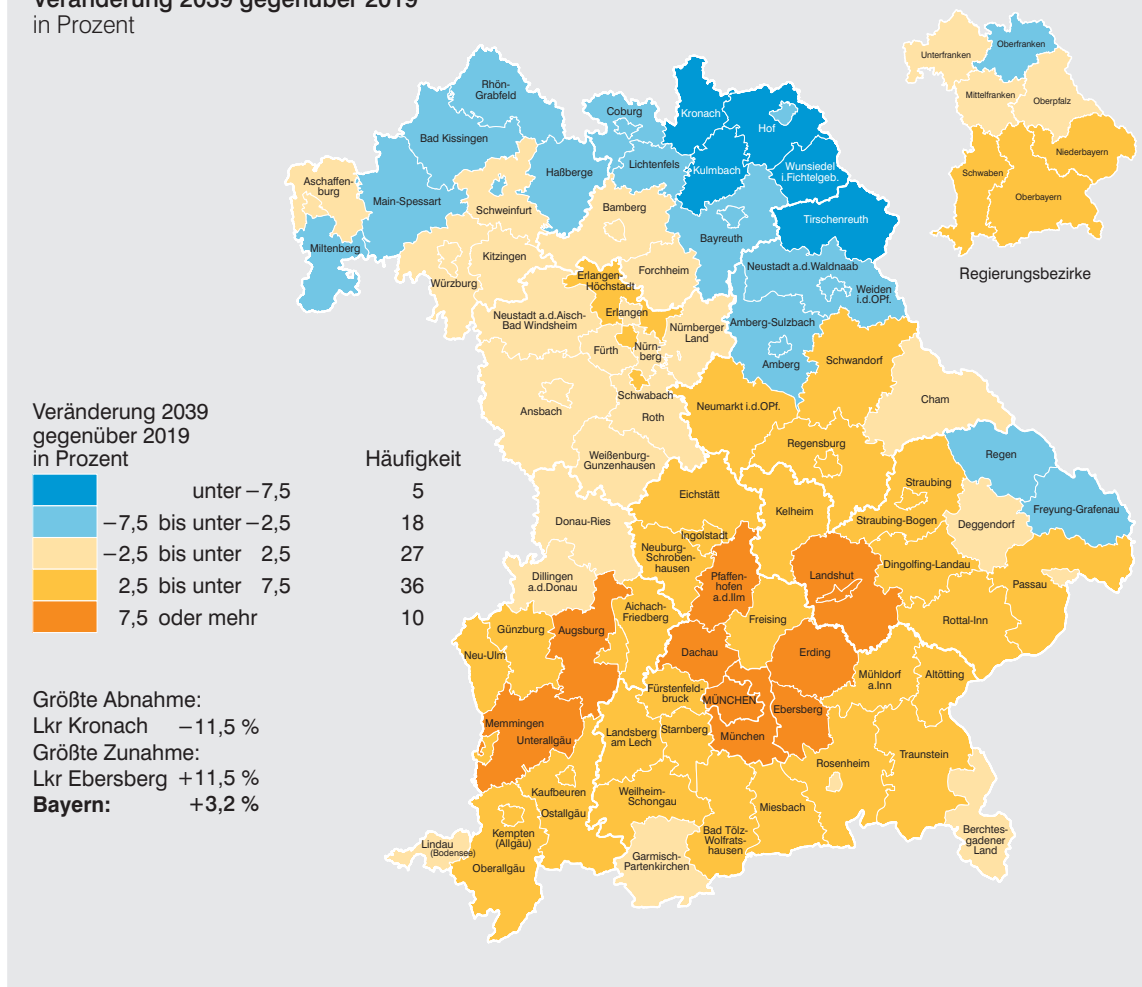 Veränderung 2039 gegenüber 2019
in Prozent
Unterfranken
Oberfranken
Mittelfranken
Oberpfalz
Niederbayern
Schwaben
Oberbayern
Regierungsbezirke
Rhön-
Grabfeld
Coburg
Kronach
Hof
Bad Kissingen
Lichtenfels
Kulmbach
Wunsiedel
i.Fichtelgeb.
Haßberge
Aschaffen-
burg
Main-Spessart
Schweinfurt
Bamberg
Tirschenreuth
Bayreuth
Miltenberg
Kitzingen
Würzburg
Forchheim
Neustadt a.d.Waldnaab
Erlangen-
Höchstadt
Weiden
i.d.OPf.
Neustadt a.d.Aisch-
Bad Windsheim
Erlangen
Nürnberger
Land
Amberg-Sulzbach
Fürth
Nürn-
berg
Amberg
Schwandorf
Schwabach
Ansbach
Roth
Neumarkt i.d.OPf.
Cham
Weißenburg-
Gunzenhausen
Regensburg
Regen
Eichstätt
Straubing
Kelheim
Freyung-Grafenau
Donau-Ries
Straubing-Bogen
Deggendorf
Ingolstadt
Neuburg-
Schroben-
hausen
Dillingen
a.d.Donau
Pfaffen-
hofen
a.d.Ilm
Landshut
Dingolfing-Landau
Passau
Aichach-
Friedberg
Freising
Rottal-Inn
Günzburg
Augsburg
Neu-Ulm
Dachau
Erding
Mühldorf
a.Inn
Altötting
Fürstenfeld-
bruck
MÜNCHEN
Ebersberg
Memmingen
Unterallgäu
Landsberg
am Lech
Starnberg
München
Traunstein
Rosenheim
Kaufbeuren
Weilheim-
Schongau
Ostallgäu
Miesbach
Kempten
(Allgäu)
Bad Tölz-
Wolfrats-
hausen
Berchtes-
gadener
Land
Lindau
(Bodensee)
Garmisch-
Partenkirchen
Oberallgäu
Veränderung 2039
gegenüber 2019
in Prozent Häufigkeit
unter −7,5 5
−7,5 bis unter −2,5 18
−2,5 bis unter 2,5 27
2,5 bis unter 7,5 36
7,5 oder mehr 10
Größte Abnahme:
Lkr Kronach −11,5 %
Größte Zunahme:
Lkr Ebersberg +11,5 %
Bayern: +3,2 %